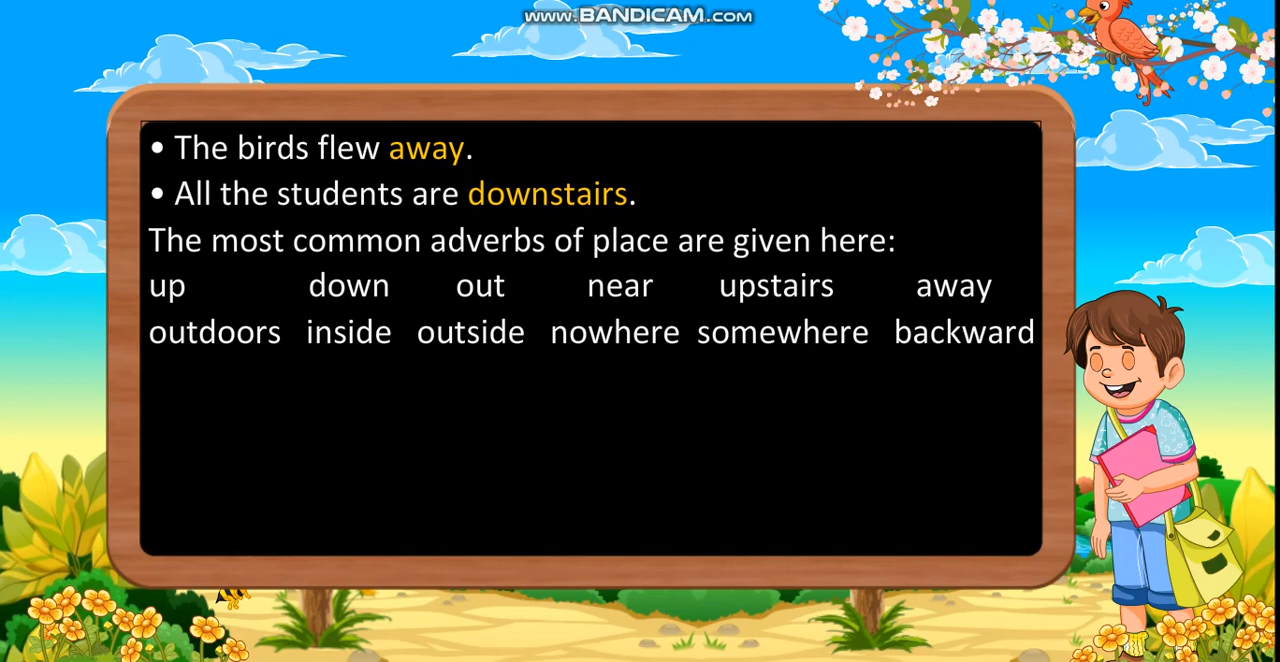 www.BANDICAM.com
• The birds flew away.
• All the students are downstairs.
The most common adverbs of place are given here:
up down out near upstairs away
outdoors inside outside nowhere somewhere backward